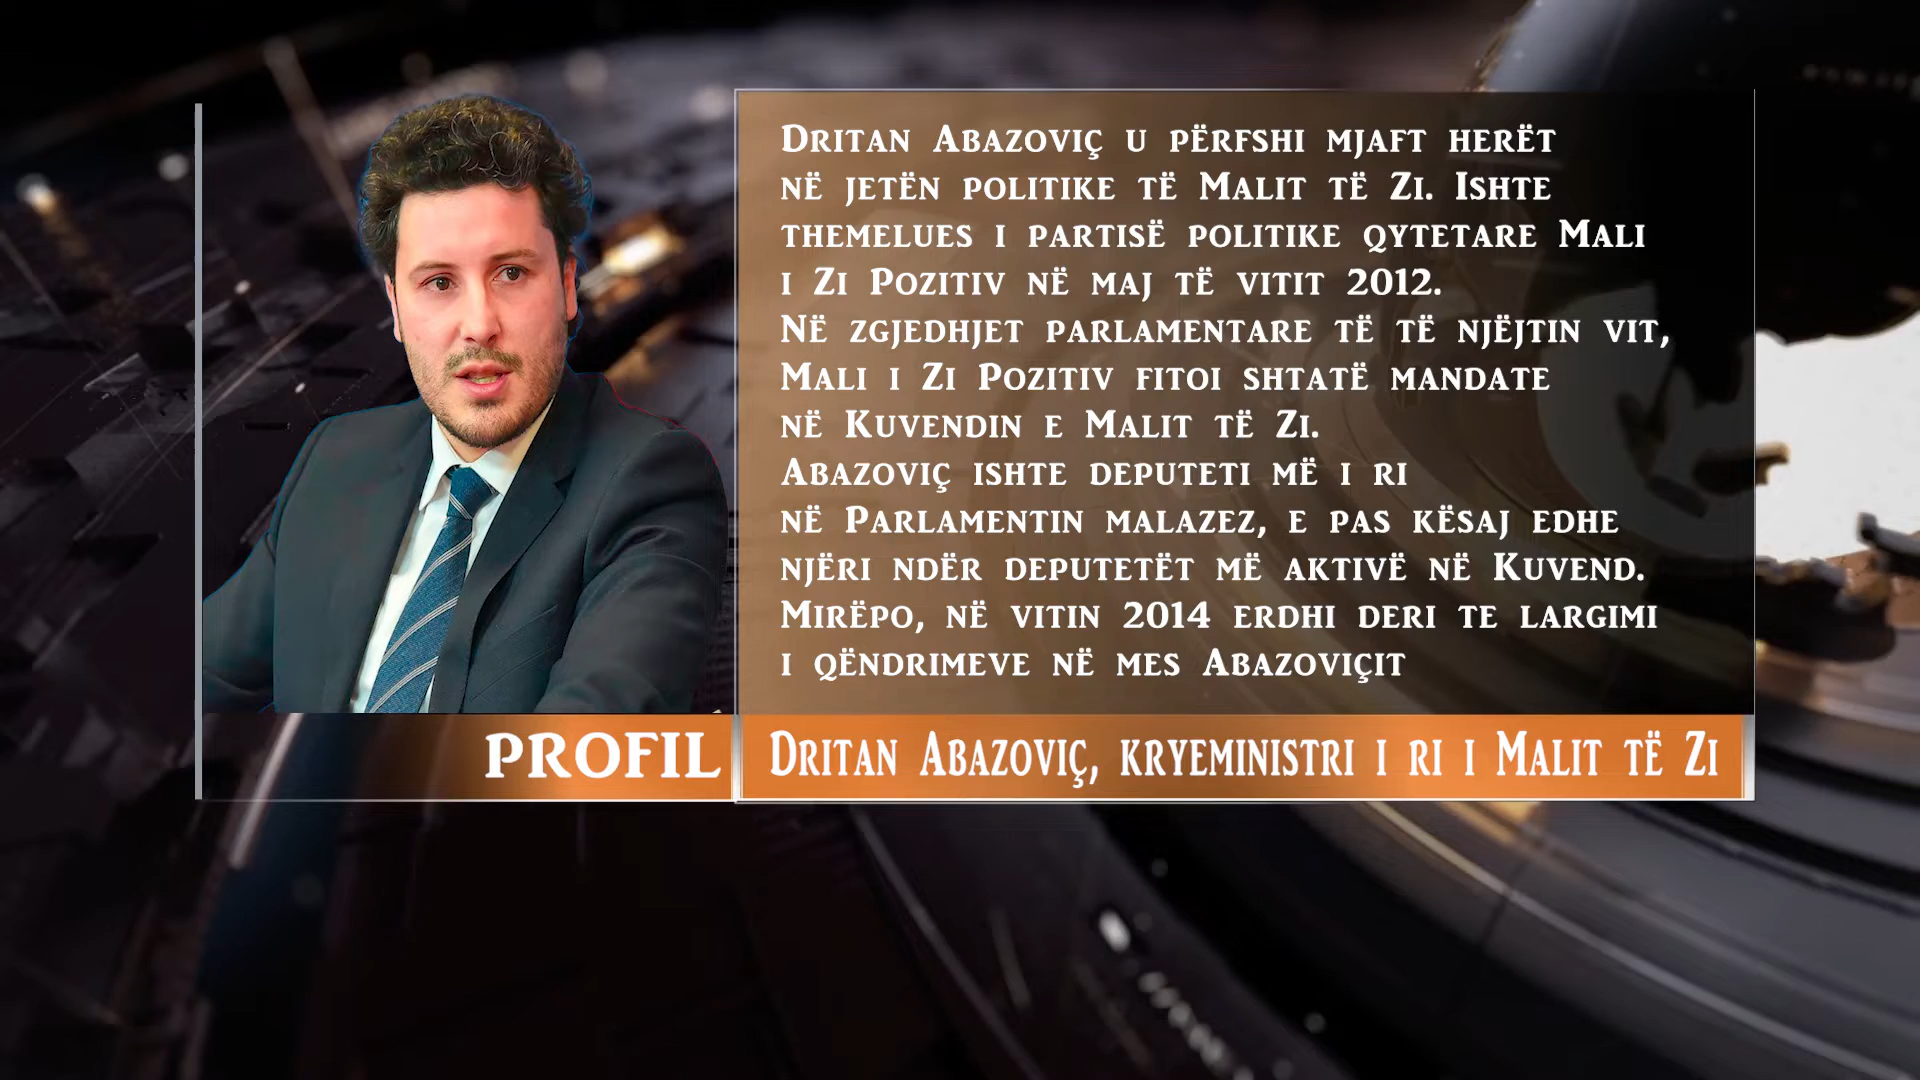 Dritan Abazoviç u përfshi mjaft herët
në jetën politike të Malit të Zi. Ishte
themelues i partisë politike qytetare Mali
i Zi Pozitiv në maj të vitit 2012.
Në zgjedhjet parlamentare të të njëjtin vit,
Mali i Zi Pozitiv fitoi shtatë mandate
në Kuvendin e Malit të Zi.
Abazoviç ishte deputeti më i ri
në Parlamentin malazez, e pas kësaj edhe
njëri ndër deputetët më aktivë në Kuvend.
Mirëpo, në vitin 2014 erdhi deri te largimi
i qëndrimeve në mes Abazoviçit
PROFIL
Dritan Abazoviç, kryeministri i ri i Malit të Zi